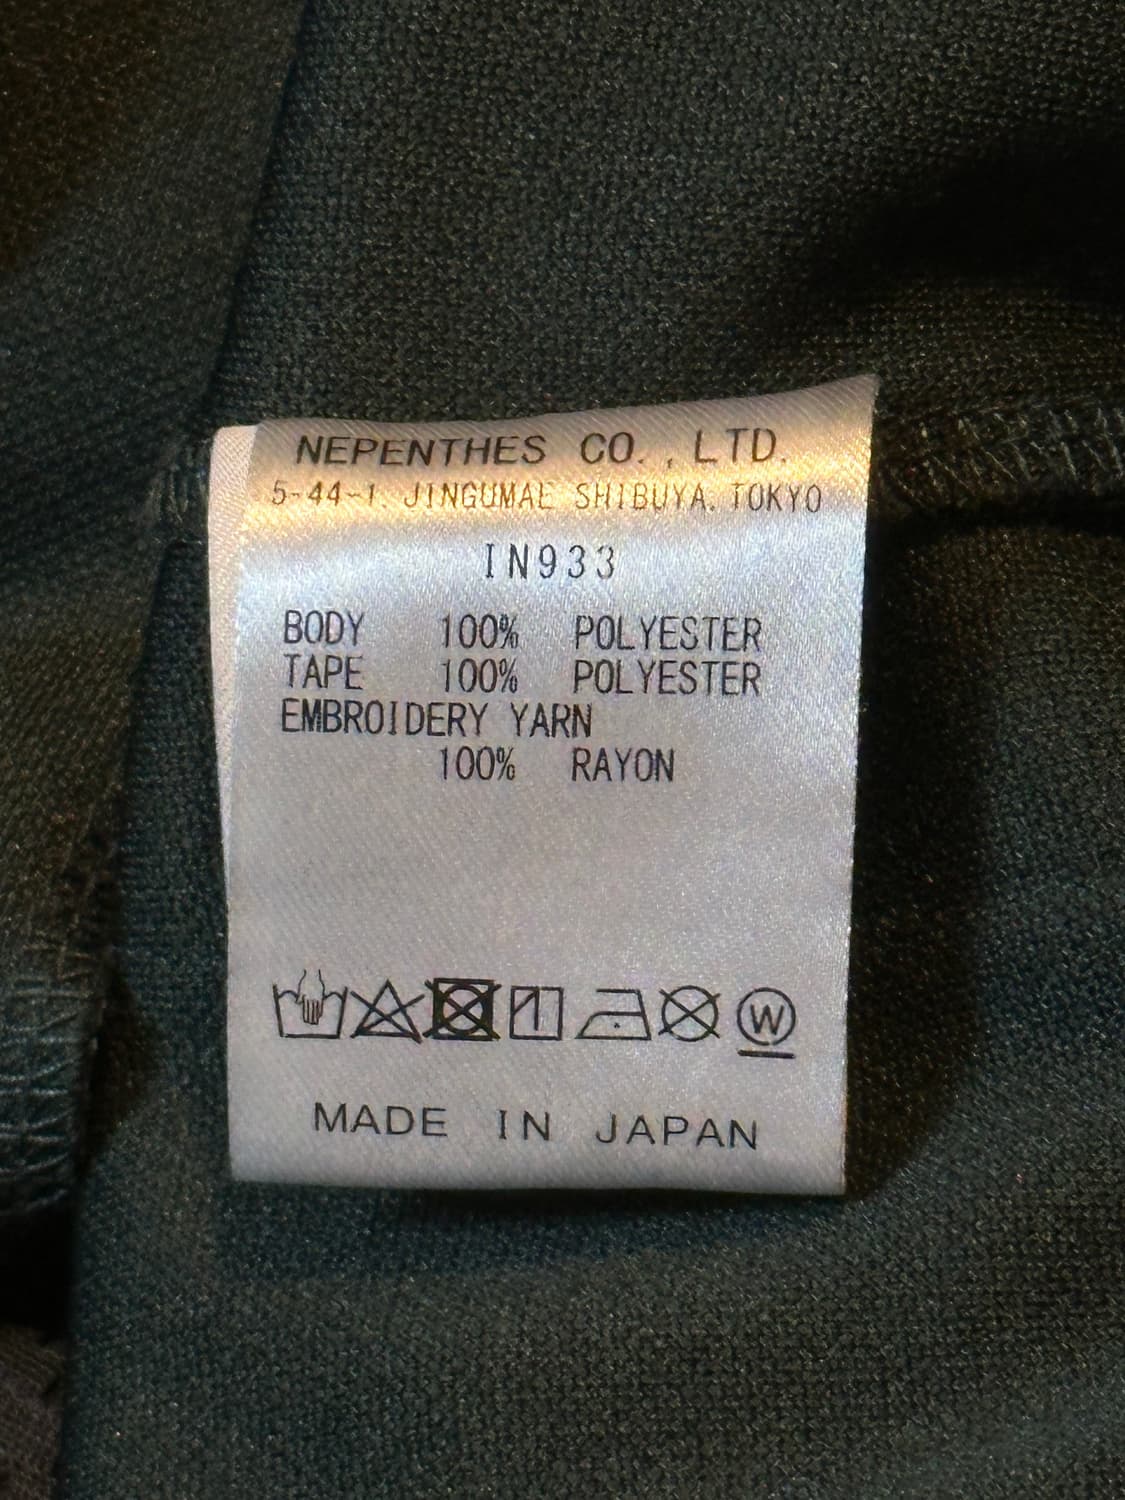 NEPENTHES CO., LTD.
5-44-1, JINGUMAE SHIBUYA, TOKYO
IN933
BODY 100% POLYESTER
TAPE 100% POLYESTER
EMBROIDERY YARN
100% RAYON
W
MADE IN JAPAN